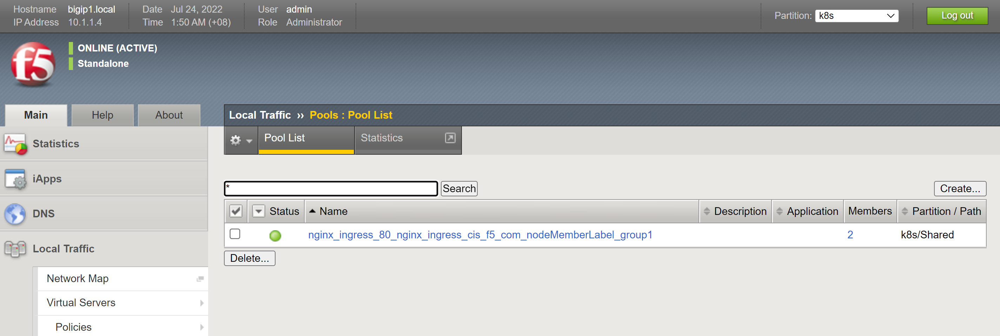 Hostname bigip1.local Date Jul 24, 2022 User admin
IP Address 10.1.1.4 Time 1:50 AM (+08) Role Administrator
Partition: k8s
Log out
f5
ONLINE (ACTIVE)
Standalone
Main Help About
Local Traffic ›› Pools : Pool List
Pool List Statistics
Statistics
iApps
DNS
Local Traffic
Network Map
Virtual Servers
Policies
* Search Create...
Status Name Description Application Members Partition / Path
nginx_ingress_80_nginx_ingress_cis_f5_com_nodeMemberLabel_group1 2 k8s/Shared
Delete...